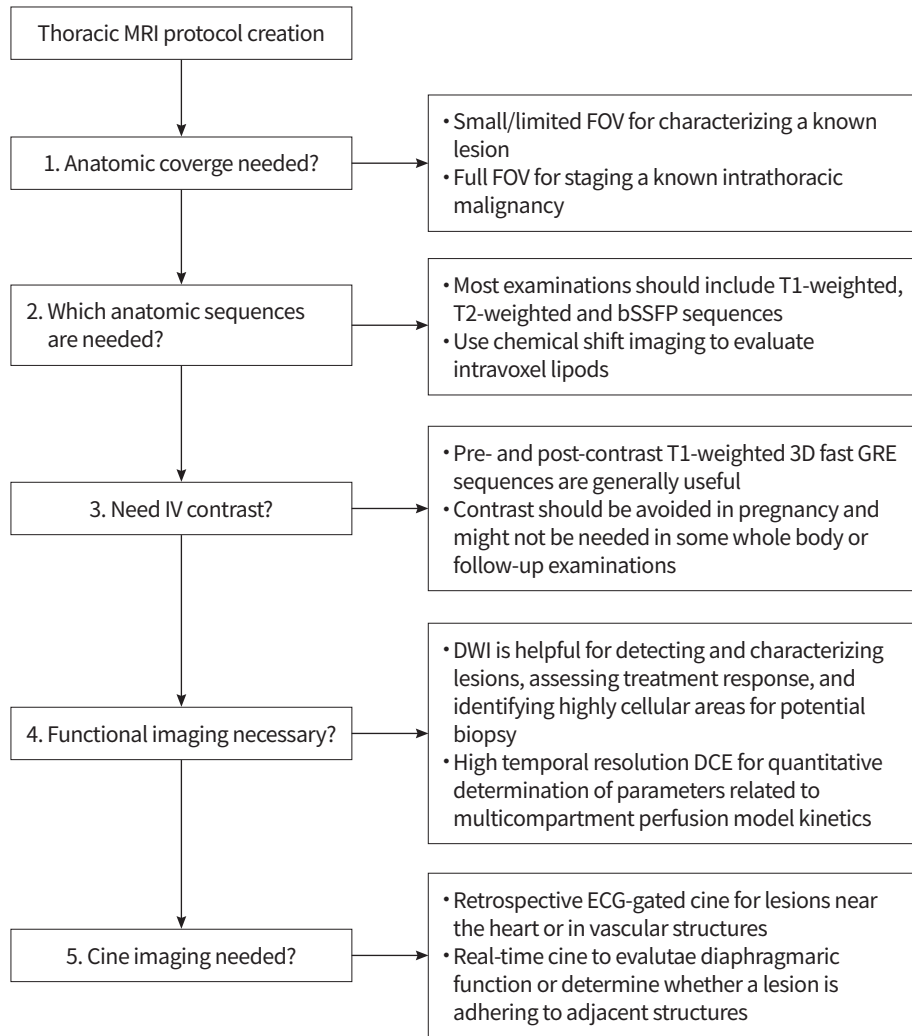 Thoracic MRI protocol creation
1. Anatomic coverge needed?
• Small/limited FOV for characterizing a known
lesion
• Full FOV for staging a known intrathoracic
malignancy
2. Which anatomic sequences
are needed?
• Most examinations should include T1-weighted,
T2-weighted and bSSFP sequences
• Use chemical shift imaging to evaluate
intravoxel lipods
3. Need IV contrast?
• Pre- and post-contrast T1-weighted 3D fast GRE
sequences are generally useful
• Contrast should be avoided in pregnancy and
might not be needed in some whole body or
follow-up examinations
4. Functional imaging necessary?
• DWI is helpful for detecting and characterizing
lesions, assessing treatment response, and
identifying highly cellular areas for potential
biopsy
• High temporal resolution DCE for quantitative
determination of parameters related to
multicompartment perfusion model kinetics
5. Cine imaging needed?
• Retrospective ECG-gated cine for lesions near
the heart or in vascular structures
• Real-time cine to evalutae diaphragmaric
function or determine whether a lesion is
adhering to adjacent structures